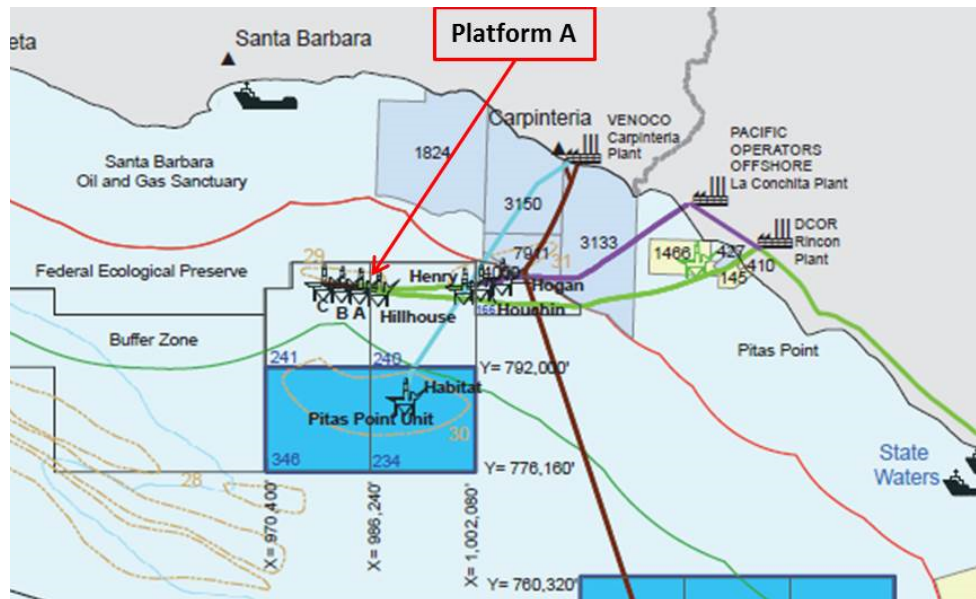 eta
Santa Barbara
Platform A
Carpinteria
VENOCO
Carpinteria
Plant
PACIFIC
OPERATORS
OFFSHORE
La Conchita Plant
1824
Santa Barbara
Oil and Gas Sanctuary
3150
3133
7911
DCOR
Rincon
Plant
1466
427
410
145
29
31
Federal Ecological Preserve
Henry
4000
Hogan
C B A
Hillhouse
166
Houchin
Buffer Zone
Pitas Point
241
240
Y= 792,000'
Habitat
Pitas Point Unit
30
346
234
Y= 776,160'
State
Waters
28
X= 970,400'
X= 986,240'
X= 1,002,080'
Y= 760,320'